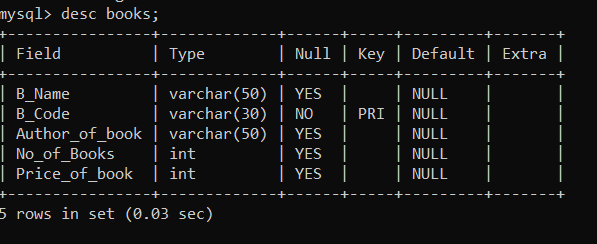 mysql> desc books;
+----------------+-------------+------+-----+---------+-------+
| Field          | Type        | Null | Key | Default | Extra |
+----------------+-------------+------+-----+---------+-------+
| B_Name         | varchar(50) | YES  |     | NULL    |       |
| B_Code         | varchar(30) | NO   | PRI | NULL    |       |
| Author_of_book | varchar(50) | YES  |     | NULL    |       |
| No_of_Books    | int         | YES  |     | NULL    |       |
| Price_of_book  | int         | YES  |     | NULL    |       |
+----------------+-------------+------+-----+---------+-------+
5 rows in set (0.03 sec)